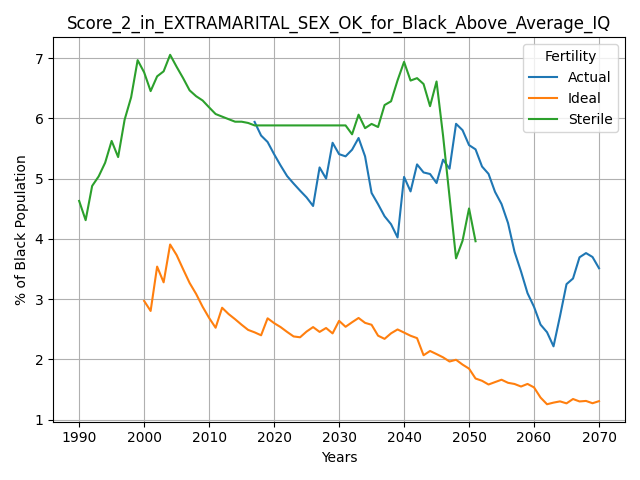 Score_2_in_EXTRAMARITAL_SEX_OK_for_Black_Above_Average_IQ
Fertility
Actual
Ideal
Sterile
% of Black Population
7
6
5
4
3
2
1
1990 2000 2010 2020 2030 2040 2050 2060 2070
Years